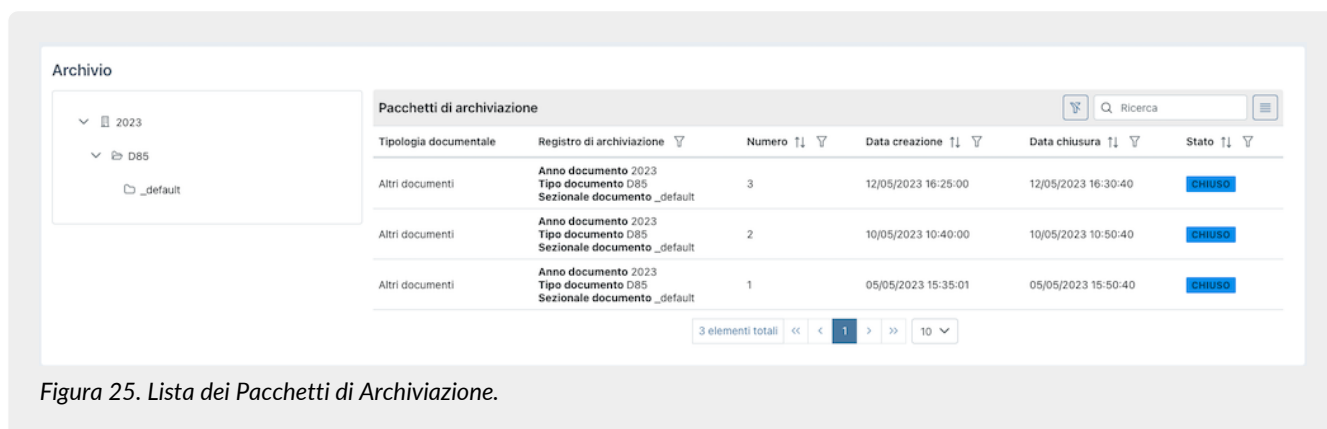 Archivio
2023
D85
_default
Pacchetti di archiviazione
Ricerca
Tipologia documentale Registro di archiviazione Numero Data creazione Data chiusura Stato
Anno documento 2023
Altri documenti Tipo documento D85 3 12/05/2023 16:25:00 12/05/2023 16:30:40 CHIUSO
Sezionale documento _default
Anno documento 2023
Altri documenti Tipo documento D85 2 10/05/2023 10:40:00 10/05/2023 10:50:40 CHIUSO
Sezionale documento _default
Anno documento 2023
Altri documenti Tipo documento D85 1 05/05/2023 15:35:01 05/05/2023 15:50:40 CHIUSO
Sezionale documento _default
3 elementi totali << < 1 > >> 10
Figura 25. Lista dei Pacchetti di Archiviazione.